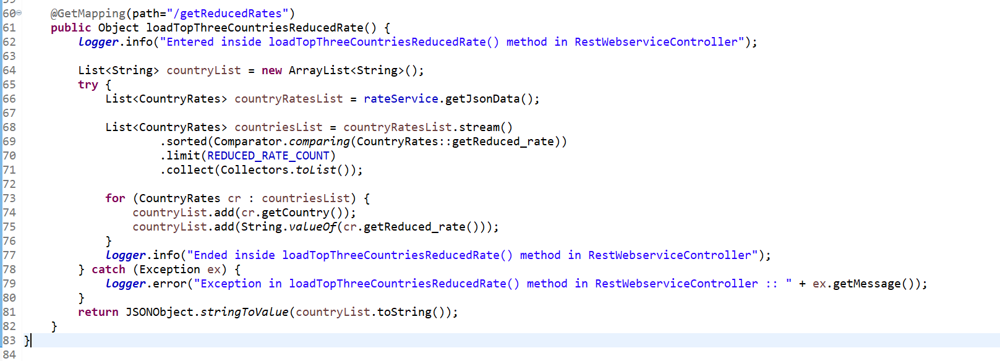 60 @GetMapping(path="/getReducedRates")
61 public Object loadTopThreeCountriesReducedRate() {
62 logger.info("Entered inside loadTopThreeCountriesReducedRate() method in RestWebserviceController");
63
64 List<String> countryList = new ArrayList<String>();
65 try {
66 List<CountryRates> countryRatesList = rateService.getJsonData();
67
68 List<CountryRates> countriesList = countryRatesList.stream()
69 .sorted(Comparator.comparing(CountryRates::getReduced_rate))
70 .limit(REDUCED_RATE_COUNT)
71 .collect(Collectors.toList());
72
73 for (CountryRates cr : countriesList) {
74 countryList.add(cr.getCountry());
75 countryList.add(String.valueOf(cr.getReduced_rate()));
76 }
77 logger.info("Ended inside loadTopThreeCountriesReducedRate() method in RestWebserviceController");
78 } catch (Exception ex) {
79 logger.error("Exception in loadTopThreeCountriesReducedRate() method in RestWebserviceController :: " + ex.getMessage());
80 }
81 return JSONObject.stringToValue(countryList.toString());
82 }
83 }
84